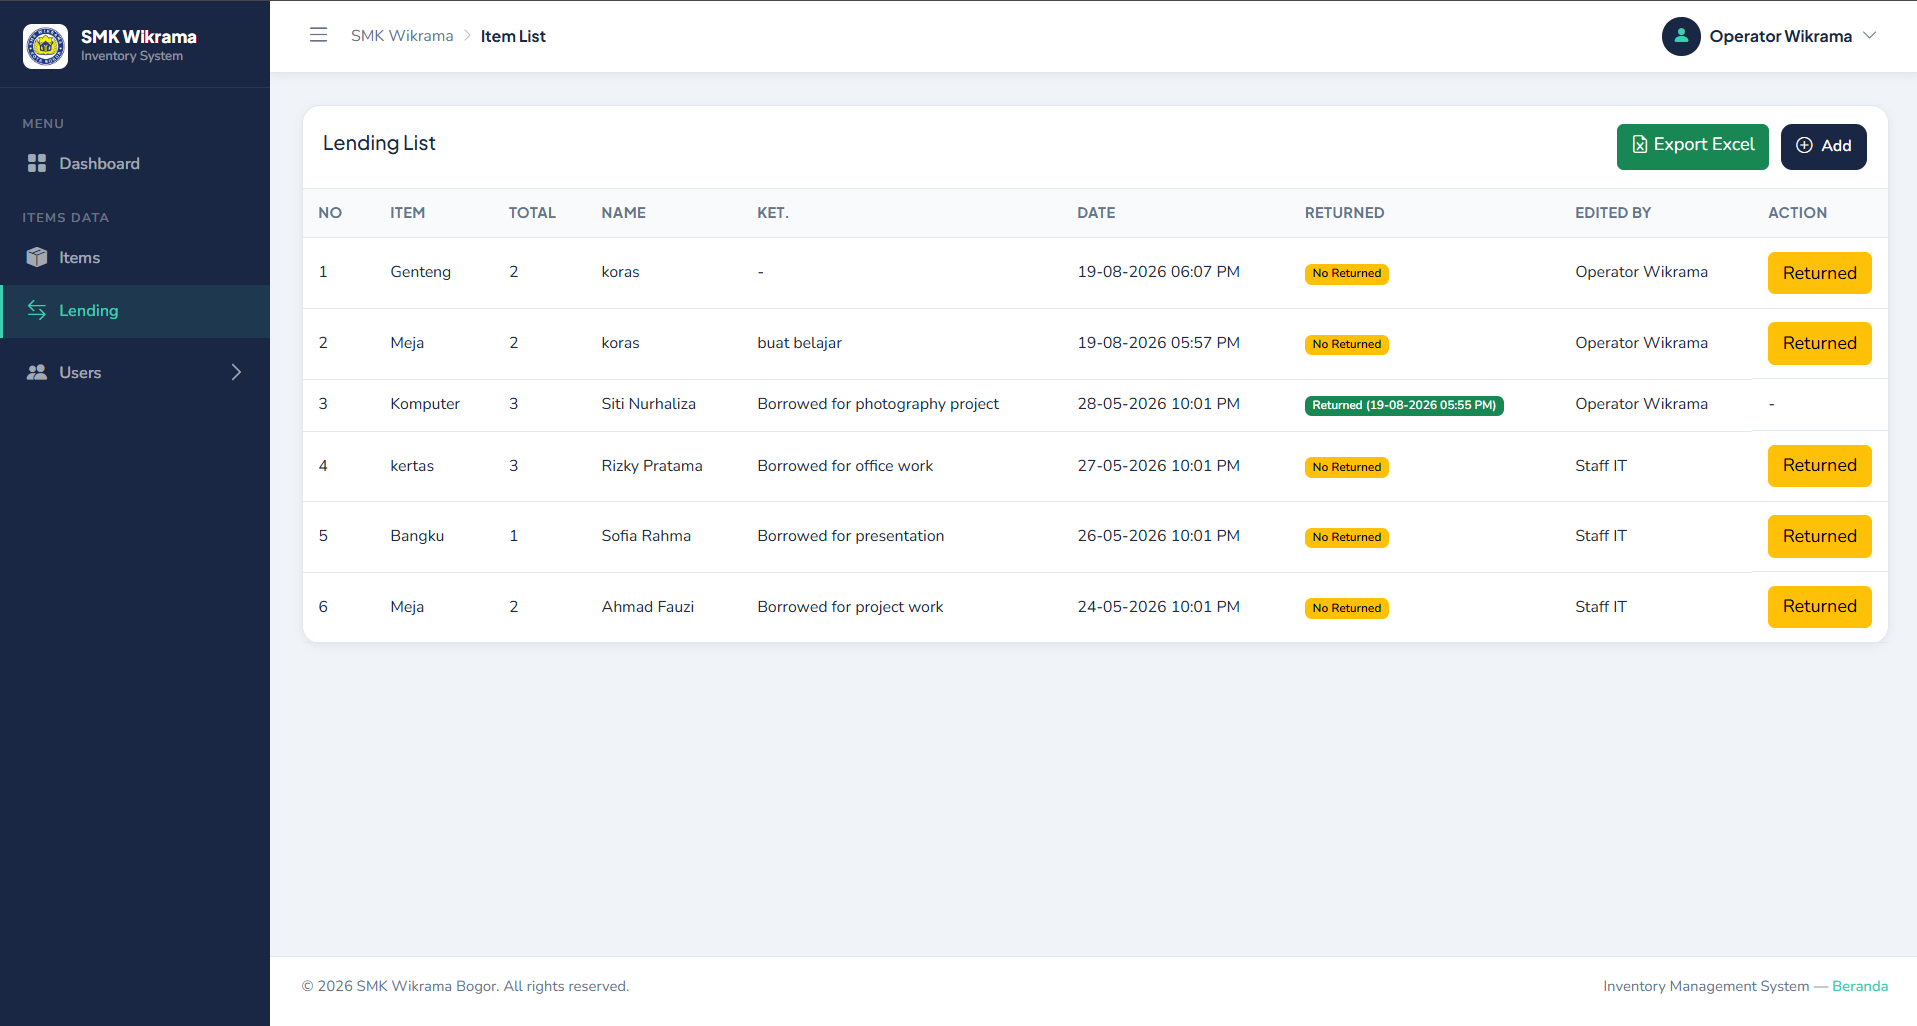 SMK Wikrama
Inventory System
SMK Wikrama > Item List
Operator Wikrama
MENU
Dashboard
ITEMS DATA
Items
Lending
Users
Lending List
Export Excel
Add
NO ITEM TOTAL NAME KET. DATE RETURNED EDITED BY ACTION
1 Genteng 2 koras - 19-08-2026 06:07 PM No Returned Operator Wikrama Returned
2 Meja 2 koras buat belajar 19-08-2026 05:57 PM No Returned Operator Wikrama Returned
3 Komputer 3 Siti Nurhaliza Borrowed for photography project 28-05-2026 10:01 PM Returned (19-08-2026 05:55 PM) Operator Wikrama -
4 kertas 3 Rizky Pratama Borrowed for office work 27-05-2026 10:01 PM No Returned Staff IT Returned
5 Bangku 1 Sofia Rahma Borrowed for presentation 26-05-2026 10:01 PM No Returned Staff IT Returned
6 Meja 2 Ahmad Fauzi Borrowed for project work 24-05-2026 10:01 PM No Returned Staff IT Returned
© 2026 SMK Wikrama Bogor. All rights reserved.
Inventory Management System — Beranda